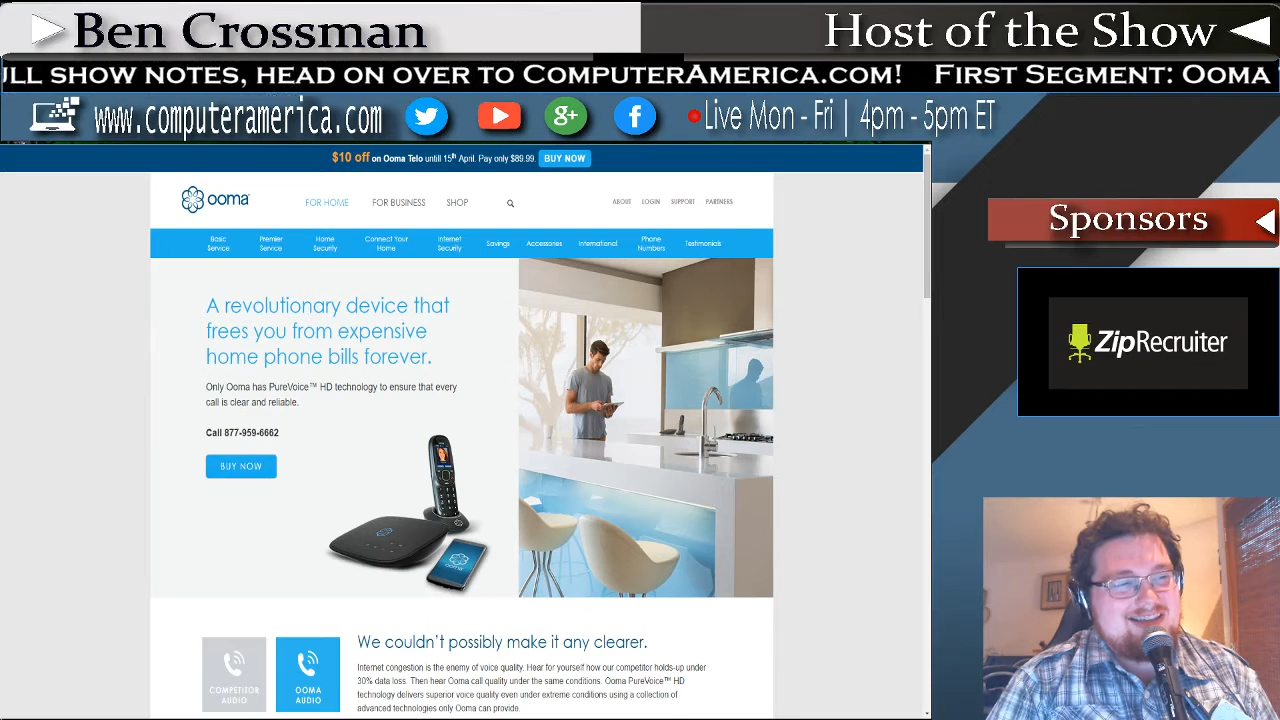 Ben Crossman
Host of the Show
ULL SHOW NOTES, HEAD ON OVER TO COMPUTERAMERICA.COM! FIRST SEGMENT: OOMA
www.computeramerica.com
Live Mon - Fri | 4pm - 5pm ET
$10 off on Ooma Telo untill 15th April. Pay only $89.99. BUY NOW
ooma
FOR HOME FOR BUSINESS SHOP
ABOUT LOGIN SUPPORT PARTNERS
Basic Service
Premier Service
Home Security
Connect Your Home
Internet Security
Savings
Accessories
International
Phone Numbers
Testimonials
A revolutionary device that
frees you from expensive
home phone bills forever.
Only Ooma has PureVoice™ HD technology to ensure that every
call is clear and reliable.
Call 877-959-6662
BUY NOW
Sponsors
ZipRecruiter
COMPETITOR
AUDIO
OOMA
AUDIO
We couldn't possibly make it any clearer.
Internet congestion is the enemy of voice quality. Hear for yourself how our competitor holds-up under
30% data loss. Then hear Ooma call quality under the same conditions. Ooma PureVoice™ HD
technology delivers superior voice quality even under extreme conditions using a collection of
advanced technologies only Ooma can provide.